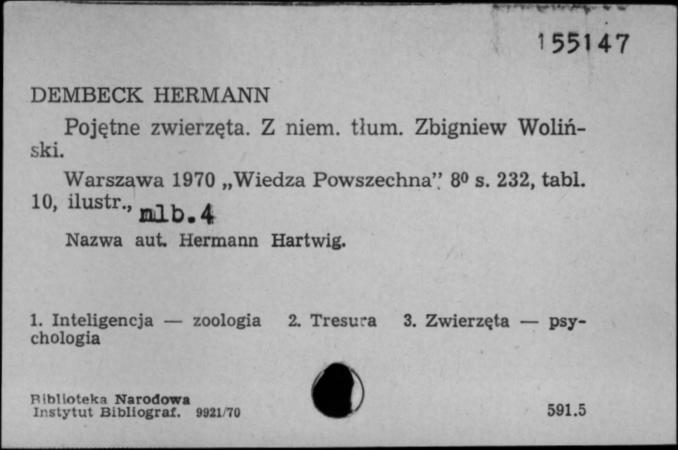 155147
DEMBECK HERMANN
Pojętne zwierzęta. Z niem. tłum. Zbigniew Woliń-
ski.
Warszawa 1970 „Wiedza Powszechna”. 8⁰ s. 232, tabl.
10, ilustr., nlb. 4
Nazwa aut. Hermann Hartwig.
1. Inteligencja — zoologia 2. Tresura 3. Zwierzęta — psy-
chologia
Biblioteka Narodowa
Instytut Bibliograf. 9921/70
591.5